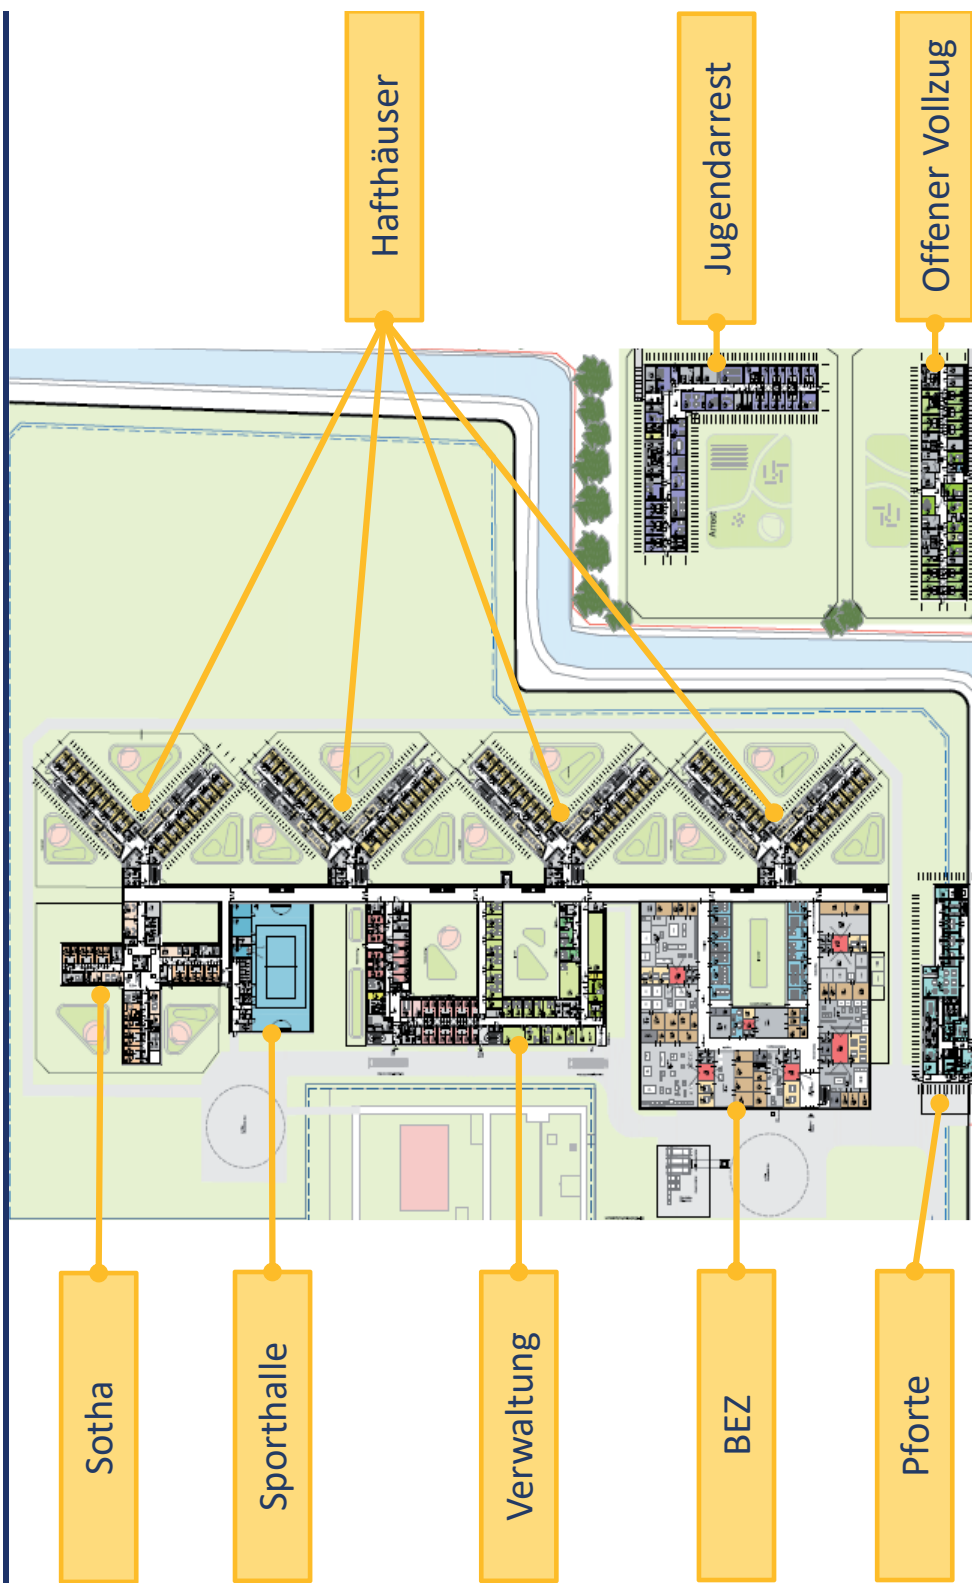 Hafthäuser
Jugendarrest
Offener Vollzug
Arrest
Sotha
Sporthalle
Verwaltung
BEZ
Pforte